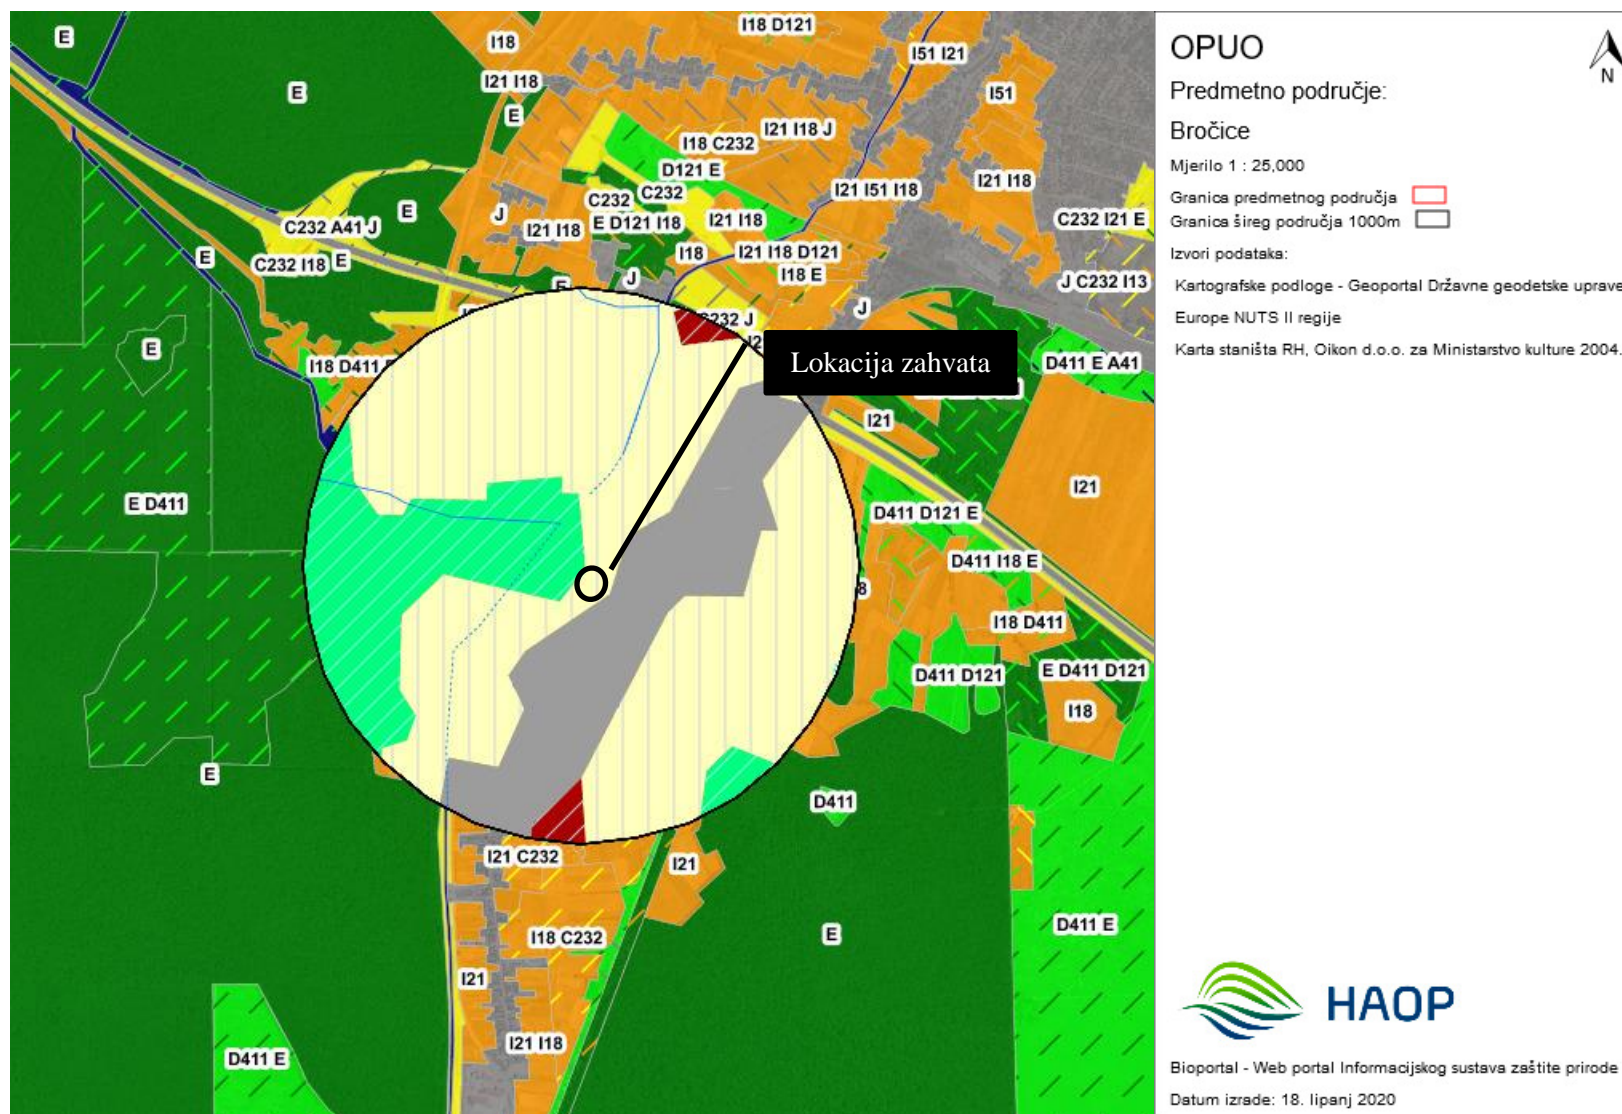 E
I18
I18 D121
I51 I21
E
I21 I18
I51
E
I21 I18 J
I18 C232
D121 E
I21 I18
I21 I51 I18
C232
C232
E
J
C232 A41 J
I21 I18
E D121 I18
I21 I18
C232 I21 E
E
C232 I18
E
I18
I21 I18 D121
J
I18 E
J C232 I13
J
C232 J
Lokacija zahvata
I18 D411
D411 E A41
E
I21
I21
E D411
D411 D121 E
D411 I18 E
I18 D411
D411 D121
E D411 D121
I18
E
D411
I21 C232
I21
D411 E
E
I18 C232
I21
I21 I18
D411 E
OPUO
N
Predmetno područje:
Bročice
Mjerilo 1 : 25,000
Granica predmetnog područja
Granica šireg područja 1000m
Izvori podataka:
Kartografske podloge - Geoportal Državne geodetske uprave
Europe NUTS II regije
Karta staništa RH, Oikon d.o.o. za Ministarstvo kulture 2004.
HAOP
Bioportal - Web portal Informacijskog sustava zaštite prirode
Datum izrade: 18. lipanj 2020